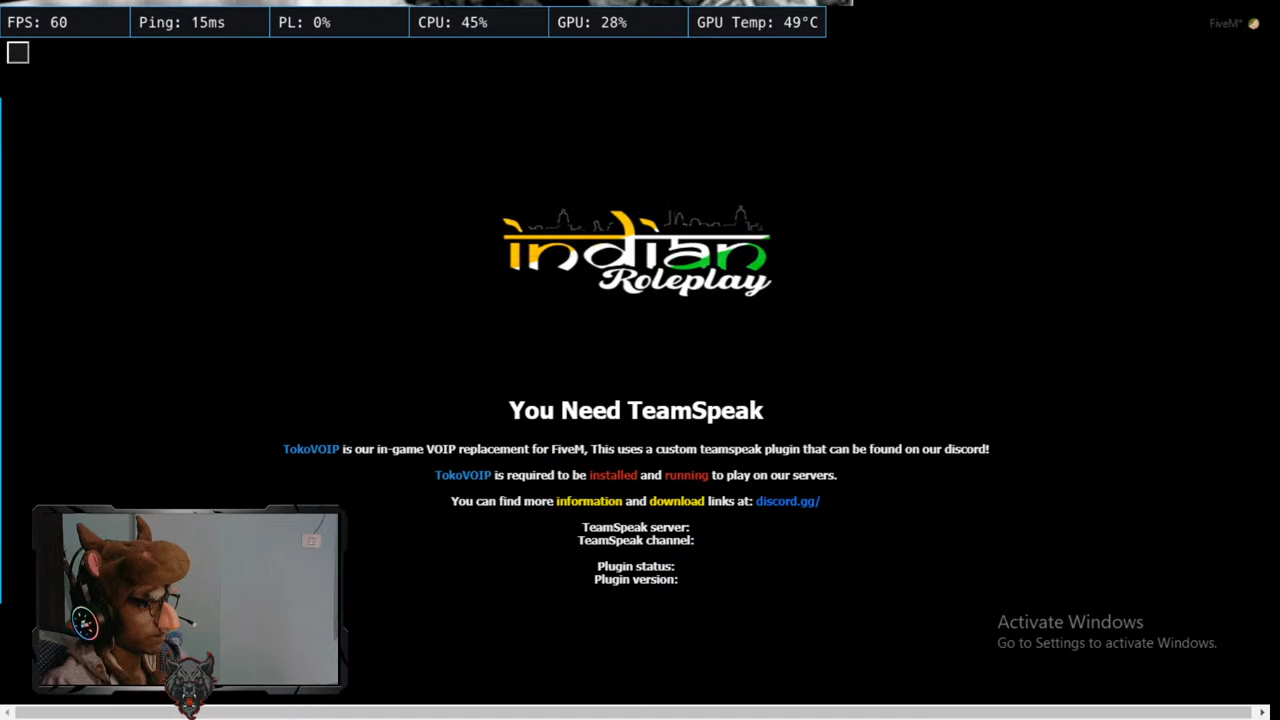 FPS: 60 Ping: 15ms PL: 0% CPU: 45% GPU: 28% GPU Temp: 49°C
FiveM*
indian
Roleplay
You Need TeamSpeak
TokoVOIP is our in-game VOIP replacement for FiveM, This uses a custom teamspeak plugin that can be found on our discord!
TokoVOIP is required to be installed and running to play on our servers.
You can find more information and download links at: discord.gg/
TeamSpeak server:
TeamSpeak channel:
Plugin status:
Plugin version:
Activate Windows
Go to Settings to activate Windows.